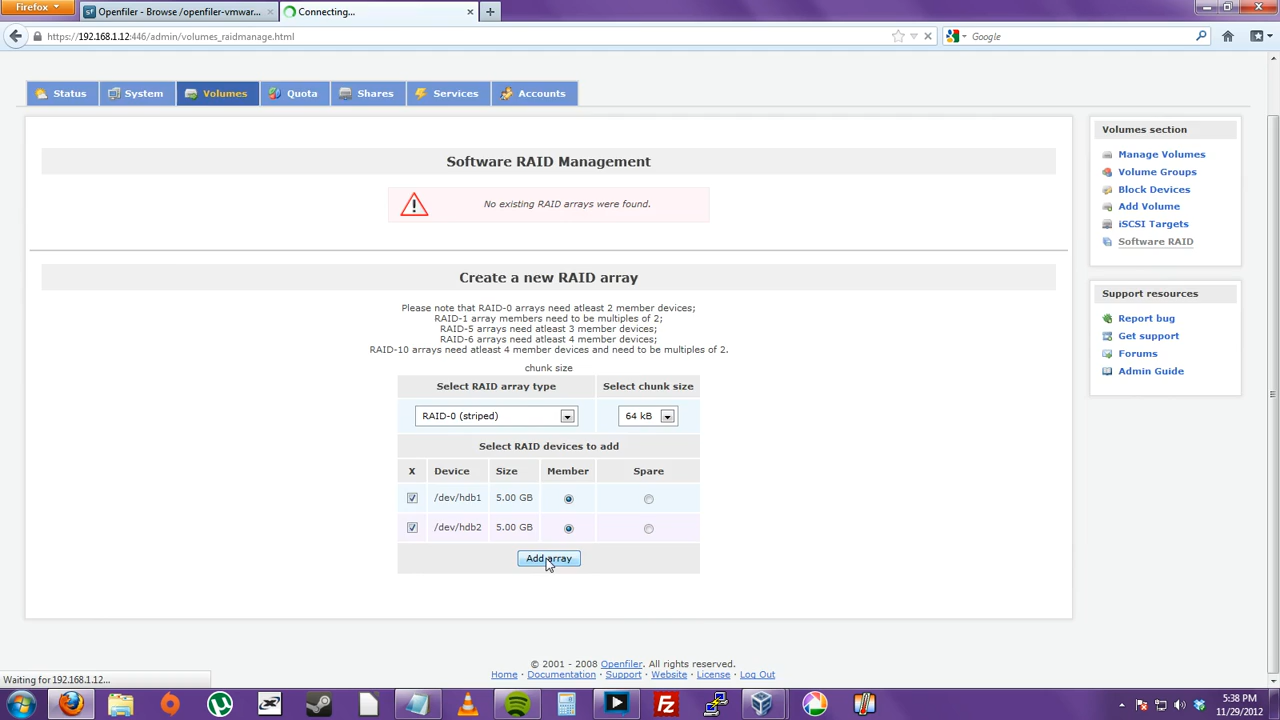 Firefox
Openfiler - Browse /openfiler-vmwar...
Connecting...
https://192.168.1.12:446/admin/volumes_raidmanage.html
Google
Status
System
Volumes
Quota
Shares
Services
Accounts
Software RAID Management
No existing RAID arrays were found.
Create a new RAID array
Please note that RAID-0 arrays need atleast 2 member devices;
RAID-1 array members need to be multiples of 2;
RAID-5 arrays need atleast 3 member devices;
RAID-6 arrays need atleast 4 member devices;
RAID-10 arrays need atleast 4 member devices and need to be multiples of 2.
chunk size
Select RAID array type
Select chunk size
RAID-0 (striped)
64 kB
Select RAID devices to add
X Device Size Member Spare
/dev/hdb1 5.00 GB
/dev/hdb2 5.00 GB
Add array
Volumes section
Manage Volumes
Volume Groups
Block Devices
Add Volume
iSCSI Targets
Software RAID
Support resources
Report bug
Get support
Forums
Admin Guide
© 2001 - 2008 Openfiler. All rights reserved.
Home · Documentation · Support · Website · License · Log Out
Waiting for 192.168.1.12...
5:38 PM
11/29/2012